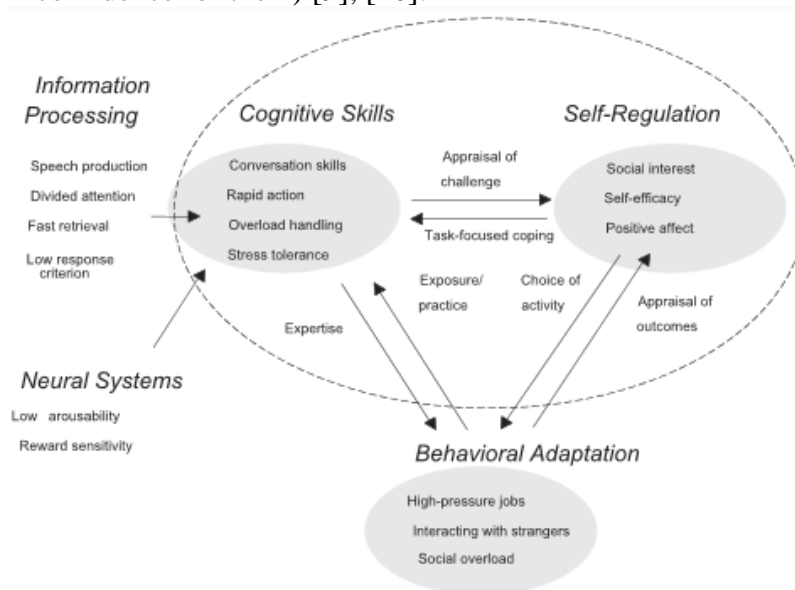 Information
Processing
Cognitive Skills
Self-Regulation
Speech production
Divided attention
Fast retrieval
Low response
criterion
Conversation skills
Rapid action
Overload handling
Stress tolerance
Appraisal of
challenge
Task-focused coping
Social interest
Self-efficacy
Positive affect
Exposure/
practice
Choice of
activity
Appraisal of
outcomes
Expertise
Neural Systems
Low arousability
Reward sensitivity
Behavioral Adaptation
High-pressure jobs
Interacting with strangers
Social overload